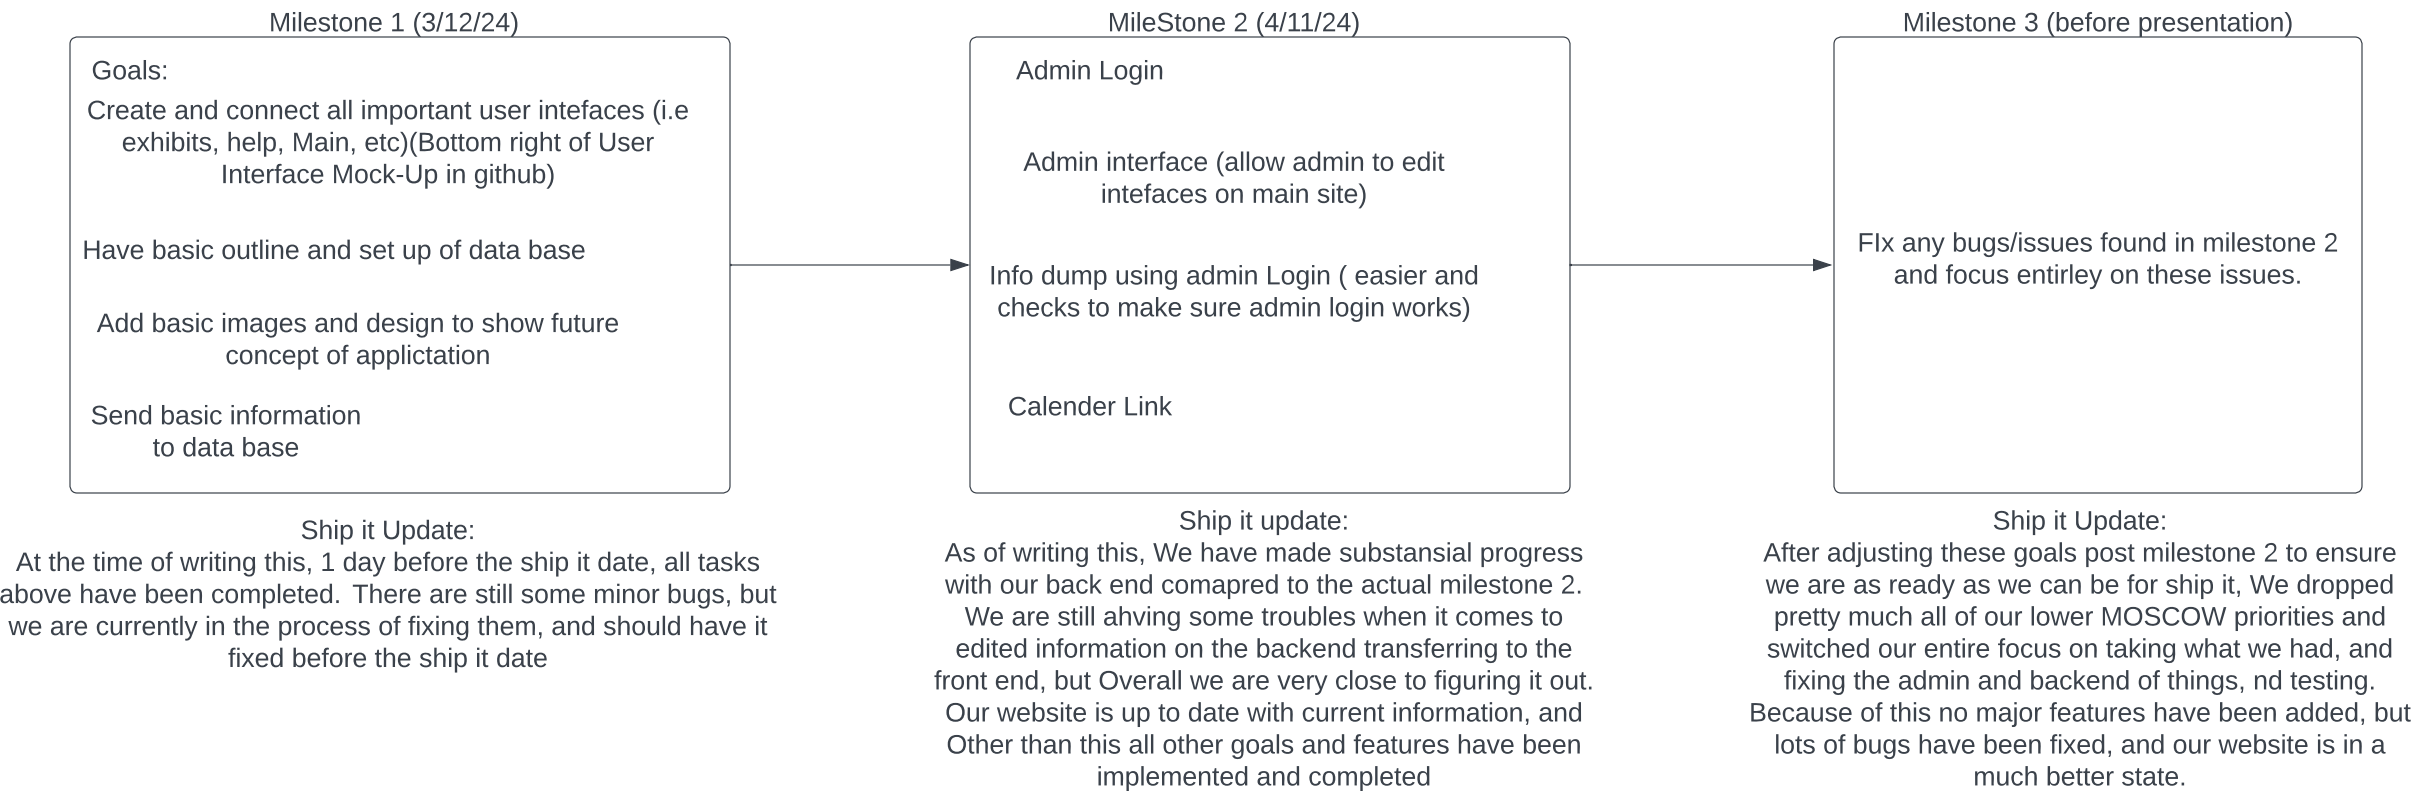 Milestone 1 (3/12/24)
Goals:
Create and connect all important user intefaces (i.e
exhibits, help, Main, etc)(Bottom right of User
Interface Mock-Up in github)
Have basic outline and set up of data base
Add basic images and design to show future
concept of applictation
Send basic information
to data base
Ship it Update:
At the time of writing this, 1 day before the ship it date, all tasks
above have been completed.  There are still some minor bugs, but
we are currently in the process of fixing them, and should have it
fixed before the ship it date
MileStone 2 (4/11/24)
Admin Login
Admin interface (allow admin to edit
intefaces on main site)
Info dump using admin Login ( easier and
checks to make sure admin login works)
Calender Link
Ship it update:
As of writing this, We have made substansial progress
with our back end comapred to the actual milestone 2.
We are still ahving some troubles when it comes to
edited information on the backend transferring to the
front end, but Overall we are very close to figuring it out.
Our website is up to date with current information, and
Other than this all other goals and features have been
implemented and completed
Milestone 3 (before presentation)
FIx any bugs/issues found in milestone 2
and focus entirley on these issues.
Ship it Update:
After adjusting these goals post milestone 2 to ensure
we are as ready as we can be for ship it, We dropped
pretty much all of our lower MOSCOW priorities and
switched our entire focus on taking what we had, and
fixing the admin and backend of things, nd testing.
Because of this no major features have been added, but
lots of bugs have been fixed, and our website is in a
much better state.